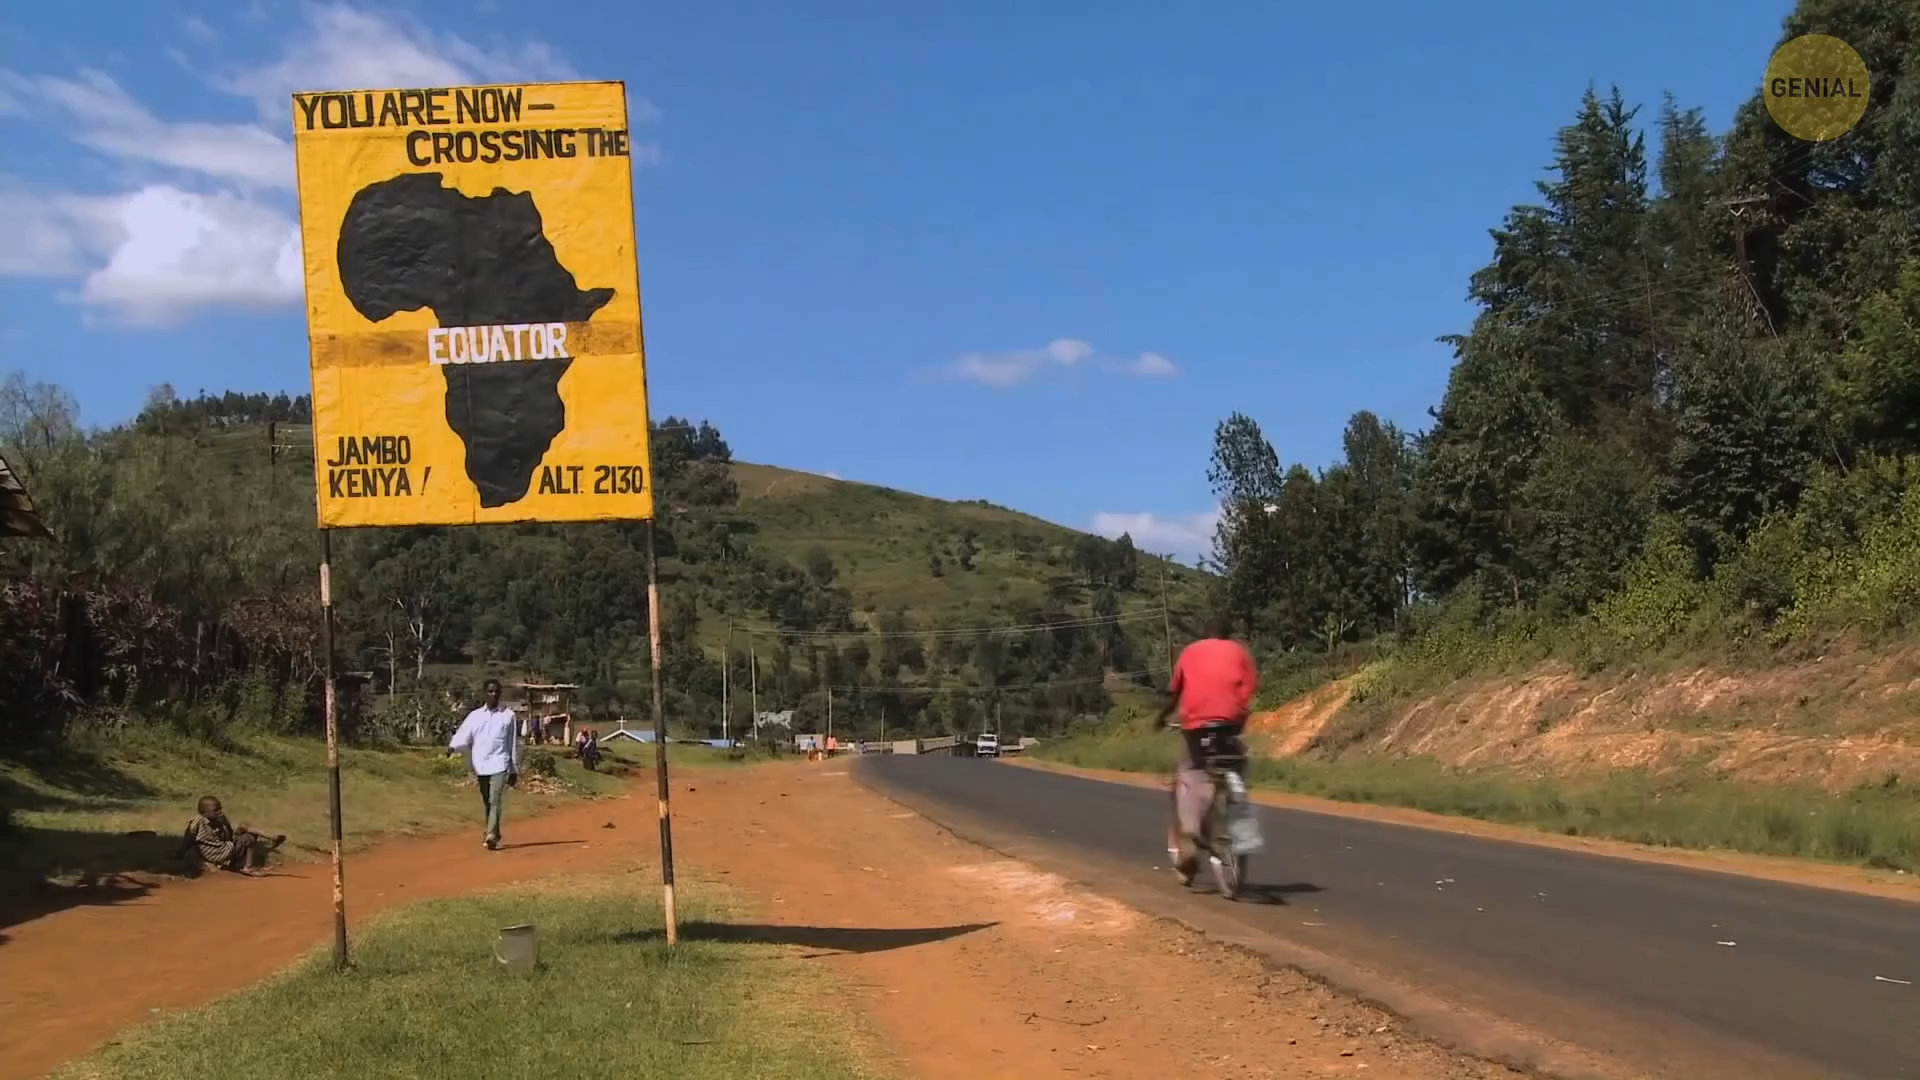 YOU ARE NOW —
CROSSING THE
EQUATOR
JAMBO
KENYA !
ALT. 2130
GENIAL